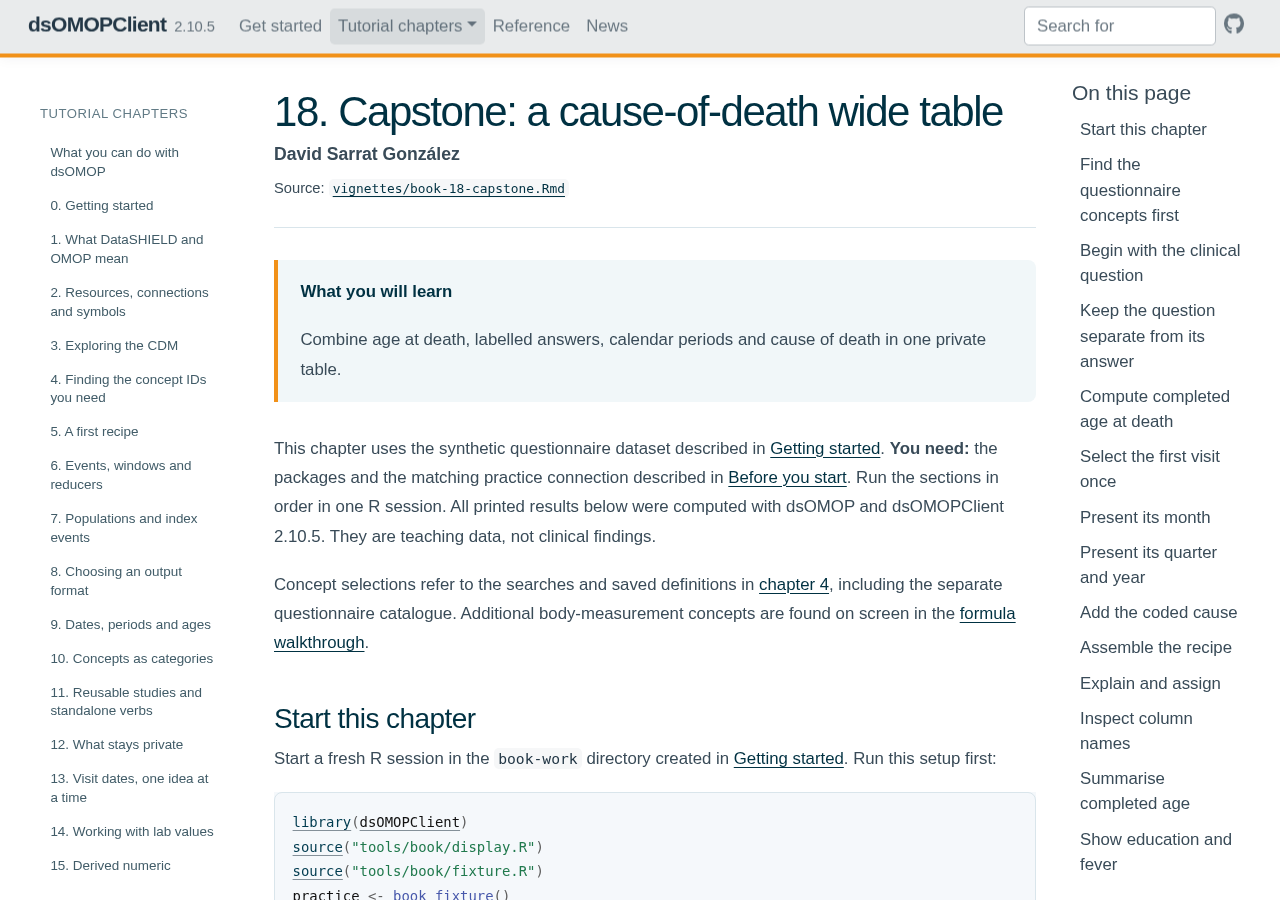 dsOMOPClient 2.10.5 Get started Tutorial chapters Reference News Search for
TUTORIAL CHAPTERS
What you can do with
dsOMOP
0. Getting started
1. What DataSHIELD and
OMOP mean
2. Resources, connections
and symbols
3. Exploring the CDM
4. Finding the concept IDs
you need
5. A first recipe
6. Events, windows and
reducers
7. Populations and index
events
8. Choosing an output
format
9. Dates, periods and ages
10. Concepts as categories
11. Reusable studies and
standalone verbs
12. What stays private
13. Visit dates, one idea at
a time
14. Working with lab values
15. Derived numeric
18. Capstone: a cause-of-death wide table
David Sarrat González
Source: vignettes/book-18-capstone.Rmd
What you will learn
Combine age at death, labelled answers, calendar periods and cause of death in one private
table.
This chapter uses the synthetic questionnaire dataset described in Getting started. You need: the
packages and the matching practice connection described in Before you start. Run the sections in
order in one R session. All printed results below were computed with dsOMOP and dsOMOPClient
2.10.5. They are teaching data, not clinical findings.
Concept selections refer to the searches and saved definitions in chapter 4, including the separate
questionnaire catalogue. Additional body-measurement concepts are found on screen in the formula
walkthrough.
Start this chapter
Start a fresh R session in the book-work directory created in Getting started. Run this setup first:
library(dsOMOPClient)
source("tools/book/display.R")
source("tools/book/fixture.R")
practice <- book_fixture()
On this page
Start this chapter
Find the
questionnaire
concepts first
Begin with the clinical
question
Keep the question
separate from its
answer
Compute completed
age at death
Select the first visit
once
Present its month
Present its quarter
and year
Add the coded cause
Assemble the recipe
Explain and assign
Inspect column
names
Summarise
completed age
Show education and
fever